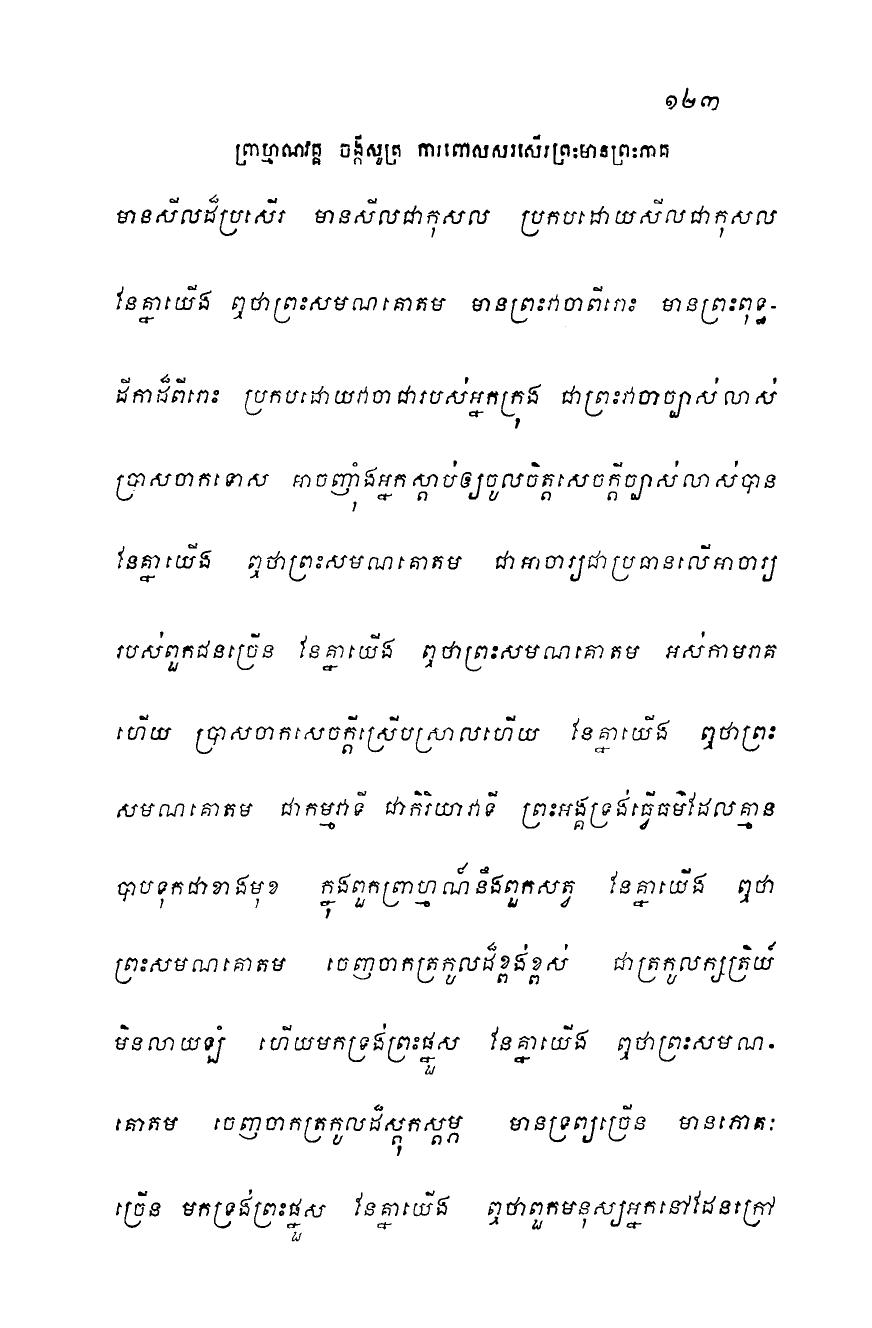 ១២៣
ព្រាហ្មណវគ្គ ចង្កីសូត្រ ការពោលសរសើរព្រះមានព្រះភាគ
មានសីលដ៏ប្រសើរ មានសីលជាកុសល ប្រកបដោយសីលជាកុសល
នែគ្នាយើង ឮថាព្រះសមណគោតម មានព្រះវាចាពីរោះ មានព្រះពុទ្ធ-
ដីកាដ៏ពីរោះ ប្រកបដោយវាចាជារបស់អ្នកក្រុង ជាព្រះវាចាច្បាស់លាស់
ប្រាសចាកទោស អាចញ៉ាំងអ្នកស្តាប់ឲ្យចូលចិត្តសេចក្តីច្បាស់លាស់បាន
នែគ្នាយើង ឮថាព្រះសមណគោតម ជាអាចារ្យជាប្រធានលើអាចារ្យ
របស់ពួកជនច្រើន នែគ្នាយើង ឮថាព្រះសមណគោតម អស់កាមរាគ
ហើយ ប្រាសចាកសេចក្តីស្រើបស្រាលហើយ នែគ្នាយើង ឮថាព្រះ
សមណគោតម ជាកម្មវាទី ជាកិរិយាវាទី ព្រះអង្គទ្រង់ធ្វើធម៌ដែលគ្មាន
បាបទុកជាខាងមុខ ក្នុងពួកព្រាហ្មណ៍នឹងពួកសត្វ នែគ្នាយើង ឮថា
ព្រះសមណគោតម ចេញចាកត្រកូលដ៏ខ្ពង់ខ្ពស់ ជាត្រកូលក្សត្រិយ៍
មិនលាយឡំ ហើយមកទ្រង់ព្រះផ្នួស នែគ្នាយើង ឮថាព្រះសមណ-
គោតម ចេញចាកត្រកូលដ៏ស្តុកស្តម្ភ មានទ្រព្យច្រើន មានភោគៈ
ច្រើន មកទ្រង់ព្រះផ្នួស នែគ្នាយើង ឮថាពួកមនុស្សអ្នកនៅដែនក្រៅ